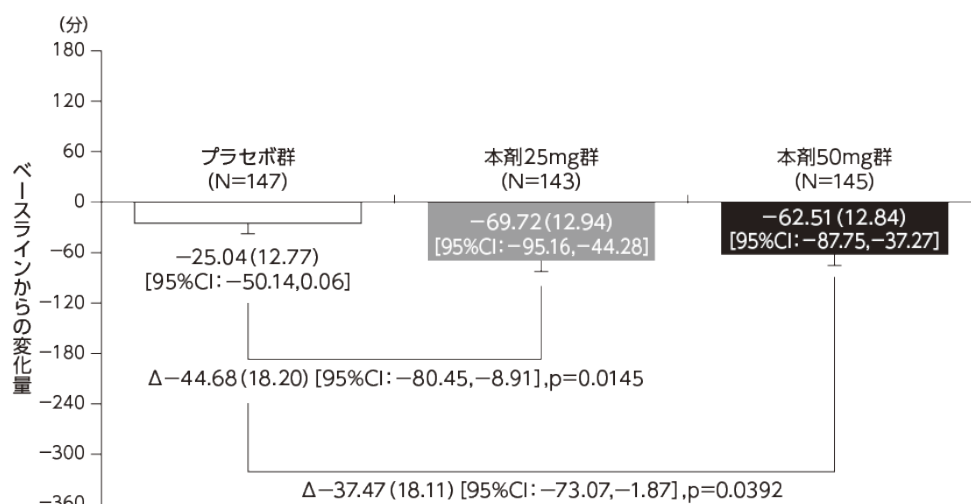 (分)
180
120
60
0
−60
−120
−180
−240
−300
−360
ベースラインからの変化量
プラセボ群
(N=147)
本剤25mg群
(N=143)
本剤50mg群
(N=145)
−25.04(12.77)
[95%CI:−50.14,0.06]
−69.72(12.94)
[95%CI:−95.16,−44.28]
−62.51(12.84)
[95%CI:−87.75,−37.27]
Δ−44.68(18.20)[95%CI:−80.45,−8.91],p=0.0145
Δ−37.47(18.11)[95%CI:−73.07,−1.87],p=0.0392